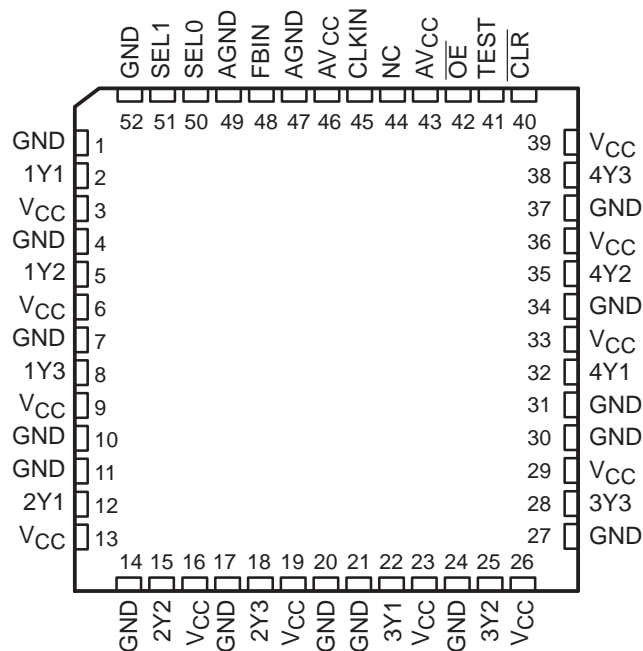 GND SEL1 SEL0 AGND FBIN AGND AVCC CLKIN NC AVCC OE TEST CLR
52 51 50 49 48 47 46 45 44 43 42 41 40
GND 1 39 VCC
1Y1 2 38 4Y3
VCC 3 37 GND
GND 4 36 VCC
1Y2 5 35 4Y2
VCC 6 34 GND
GND 7 33 VCC
1Y3 8 32 4Y1
VCC 9 31 GND
GND 10 30 GND
GND 11 29 VCC
2Y1 12 28 3Y3
VCC 13 27 GND
14 15 16 17 18 19 20 21 22 23 24 25 26
GND 2Y2 VCC GND 2Y3 VCC GND GND 3Y1 VCC GND 3Y2 VCC